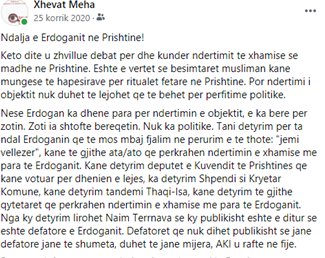 Xhevat Meha
25 korrik 2020
Ndalja e Erdoganit ne Prishtine!
Keto dite u zhvillue debat per dhe kunder ndertimit te xhamise se
madhe ne Prishtine. Eshte e vertet se besimtaret musliman kane
mungese te hapesirave per ritualet fetare ne Prishtine. Por ndertimi i
objektit nuk duhet te lejohet qe te behet per perfitime politike.
Nese Erdogan ka dhene para per ndertimin e objektit, e ka bere per
zotin. Zoti ia shtofte bereqetin. Nuk ka politike. Tani detyrim per ta
ndal Erdoganin qe te mos mbaj fjalim ne perurim e te thote: "jemi
vellezer", kane te gjithe ata/ato qe perkrahen ndertimin e xhamise me
para te Erdoganit. Kane detyrim deputet e Kuvendit te Prishtines qe
kane votuar per dhenien e lejes, ka detyrim Shpendi si Kryetar
Komune, kane detyrim tandemi Thaqi-Isa, kane detyrim te gjithe
qytetaret qe perkrahen ndertimin e xhamise me para te Erdoganit.
Nga ky detyrim lirohet Naim Terrnava se ky publikisht eshte e ditur se
eshte defatore e Erdoganit. Defatoret qe nuk dihet publikisht se jane
defatore jane te shumeta, duhet te jane mijera, AKI u rafte ne fije.